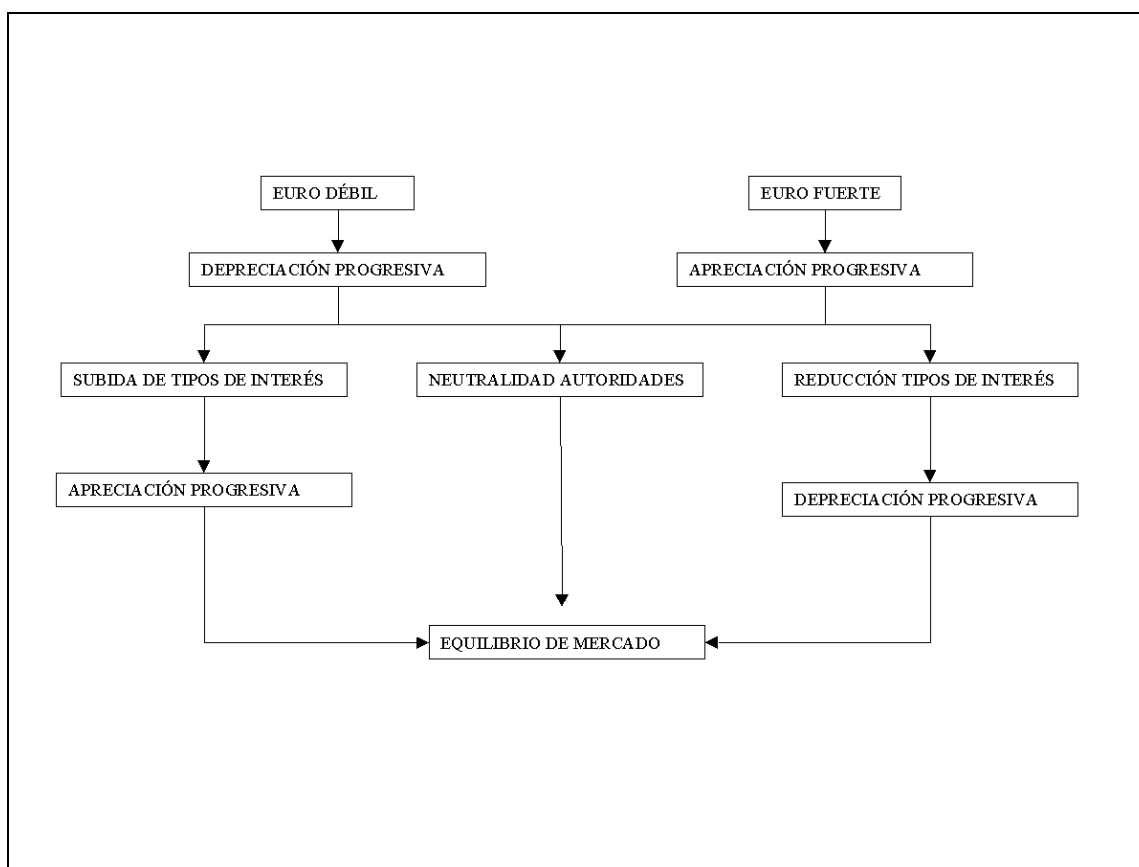 EURO DÉBIL
EURO FUERTE
DEPRECIACIÓN PROGRESIVA
APRECIACIÓN PROGRESIVA
SUBIDA DE TIPOS DE INTERÉS
NEUTRALIDAD AUTORIDADES
REDUCCIÓN TIPOS DE INTERÉS
APRECIACIÓN PROGRESIVA
DEPRECIACIÓN PROGRESIVA
EQUILIBRIO DE MERCADO